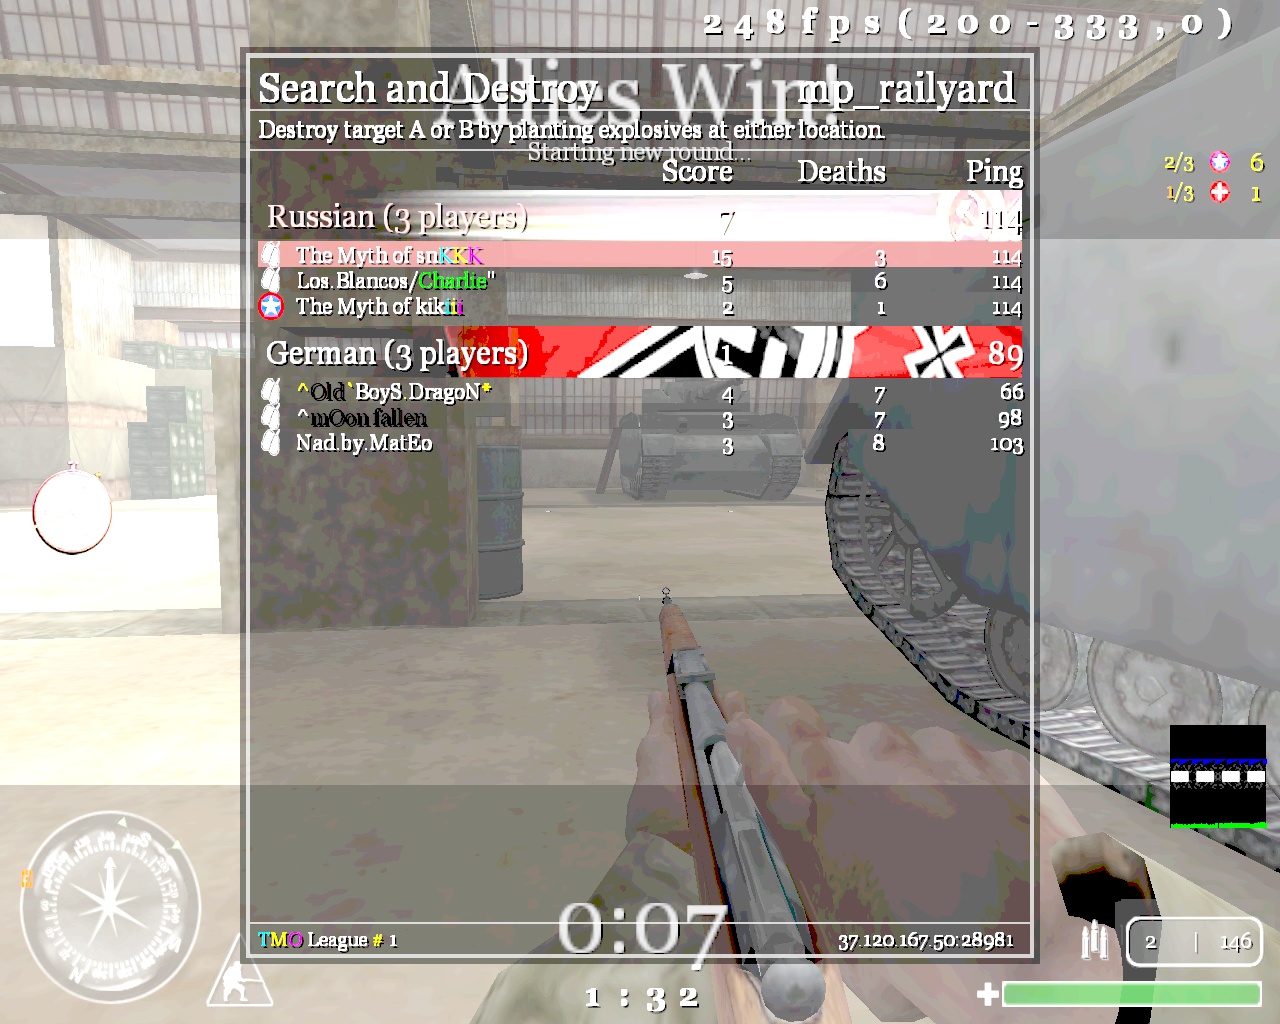 248fps(200-333,0)
Allies Win!
Search and Destroy mp_railyard
Destroy target A or B by planting explosives at either location.
Starting new round...
Score Deaths Ping
2/3 6
1/3 1
Russian (3 players) 7 114
The Myth of snKKK 15 3 114
Los.Blancos/Charlie" 5 6 114
The Myth of kikiii 2 1 114
German (3 players) 1 89
^Old`BoyS.DragoN* 4 7 66
^mOon fallen 3 7 98
Nad.by.MatEo 3 8 103
0:07
TMO League # 1 37.120.167.50:28981
2 | 146
1:32